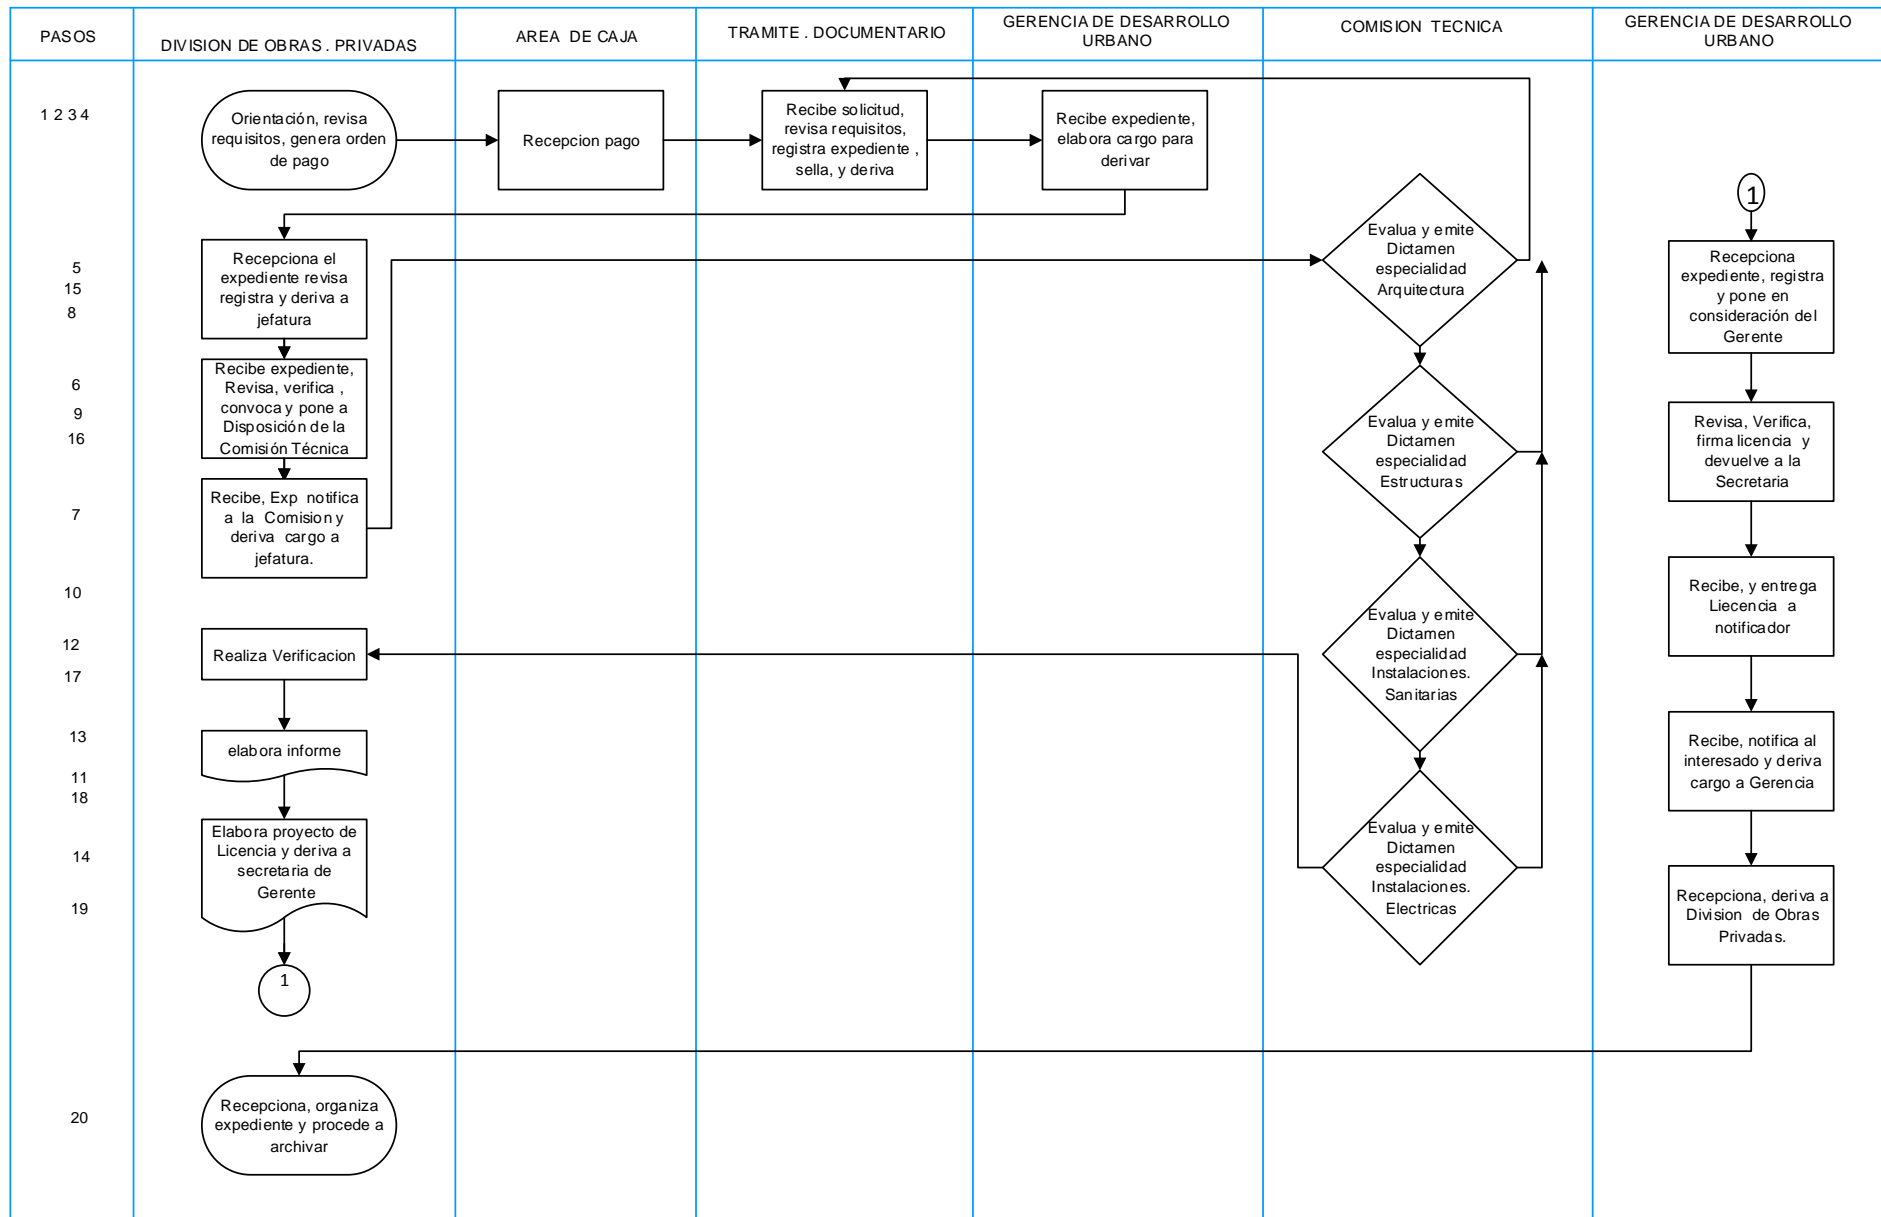 PASOS
DIVISION DE OBRAS . PRIVADAS
AREA DE CAJA
TRAMITE . DOCUMENTARIO
GERENCIA DE DESARROLLO
URBANO
COMISION TECNICA
GERENCIA DE DESARROLLO
URBANO
1 2 3 4
Orientación, revisa
requisitos, genera orden
de pago
Recepcion pago
Recibe solicitud,
revisa requisitos,
registra expediente ,
sella, y deriva
Recibe expediente,
elabora cargo para
derivar
5
15
8
Recepciona el
expediente revisa
registra y deriva a
jefatura
6
9
16
Recibe expediente,
Revisa, verifica ,
convoca y pone a
Disposición de la
Comisión Técnica
7
Recibe, Exp notifica
a la Comision y
deriva cargo a
jefatura.
10
12
17
Realiza Verificacion
13
elabora informe
11
18
14
19
Elabora proyecto de
Licencia y deriva a
secretaria de
Gerente
1
20
Recepciona, organiza
expediente y procede a
archivar
Evalua y emite
Dictamen
especialidad
Arquitectura
Evalua y emite
Dictamen
especialidad
Estructuras
Evalua y emite
Dictamen
especialidad
Instalaciones.
Sanitarias
Evalua y emite
Dictamen
especialidad
Instalaciones.
Electricas
1
Recepciona
expediente, registra
y pone en
consideración del
Gerente
Revisa, Verifica,
firma licencia y
devuelve a la
Secretaria
Recibe, y entrega
Liecencia a
notificador
Recibe, notifica al
interesado y deriva
cargo a Gerencia
Recepciona, deriva a
Division de Obras
Privadas.